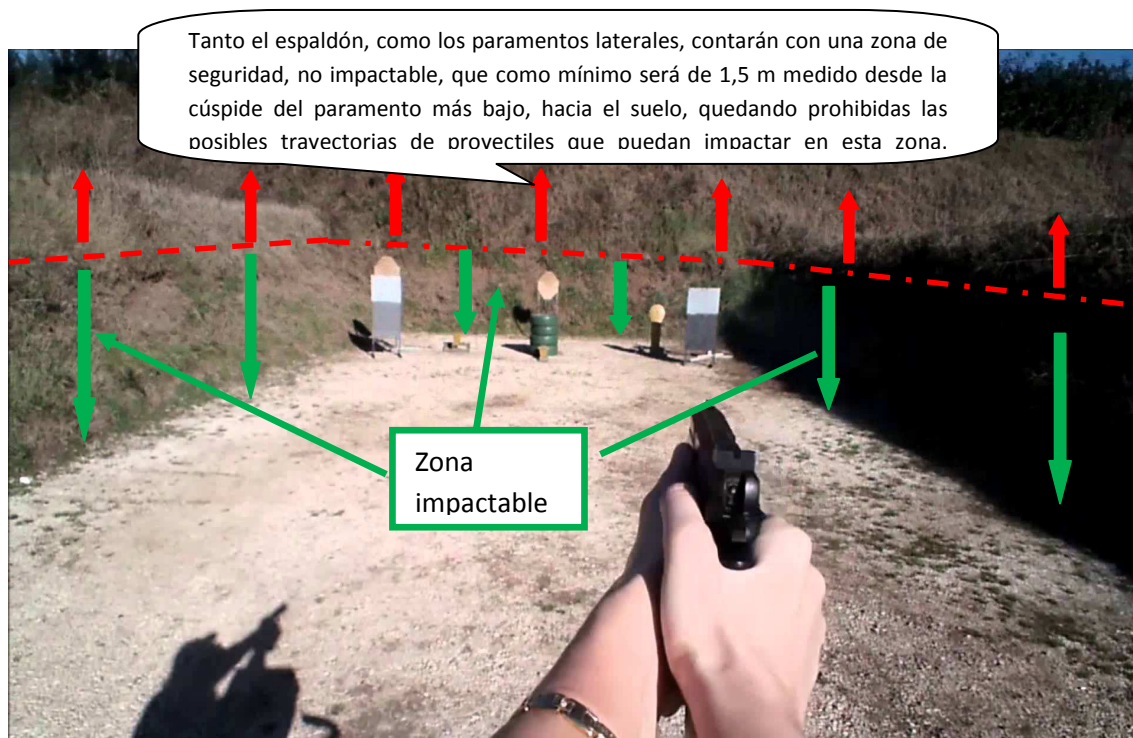 Tanto el espaldón, como los paramentos laterales, contarán con una zona de
seguridad, no impactable, que como mínimo será de 1,5 m medido desde la
cúspide del paramento más bajo, hacia el suelo, quedando prohibidas las
posibles trayectorias de proyectiles que puedan impactar en esta zona.
Zona
impactable